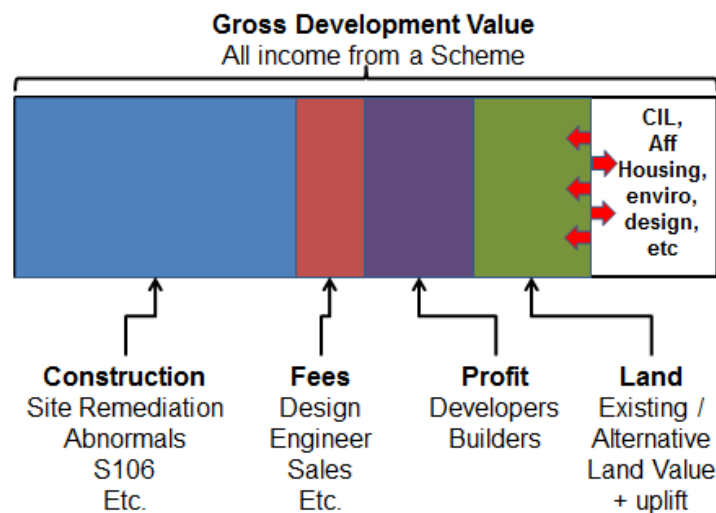 Gross Development Value
All income from a Scheme
CIL,
Aff
Housing,
enviro,
design,
etc
Construction
Site Remediation
Abnormals
S106
Etc.
Fees
Design
Engineer
Sales
Etc.
Profit
Developers
Builders
Land
Existing /
Alternative
Land Value
+ uplift